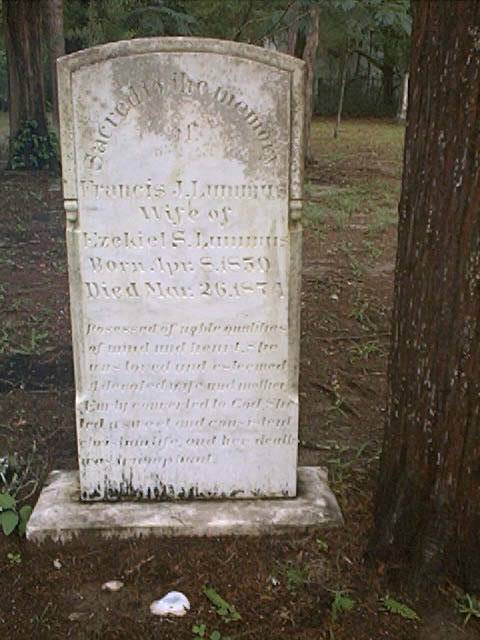 Sacred to the memory
of
Francis J. Lummus
Wife of
Ezekiel S. Lummus
Born Apr. 8, 1830
Died Mar. 26, 1874
Posessed of noble qualities
of mind and heart, she
was loved and esteemed
A devoted wife and mother
Early converted to God She
led a sweet and consistent
christian life, and her death
was triumphant.